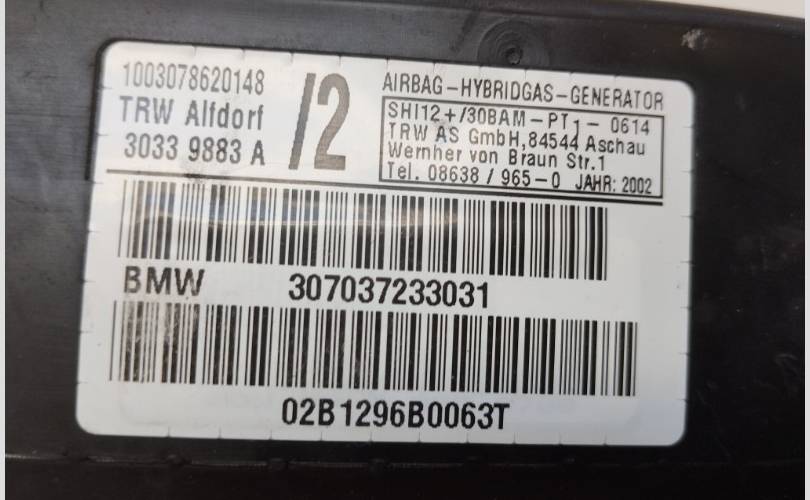 1003078620148
TRW Alfdorf
3033 9883 A
/2
AIRBAG-HYBRIDGAS-GENERATOR
SHI12+/30BAM-PT1- 0614
TRW AS GmbH,84544 Aschau
Wernher von Braun Str.1
Tel. 08638 / 965-0 JAHR: 2002
BMW 307037233031
02B1296B0063T